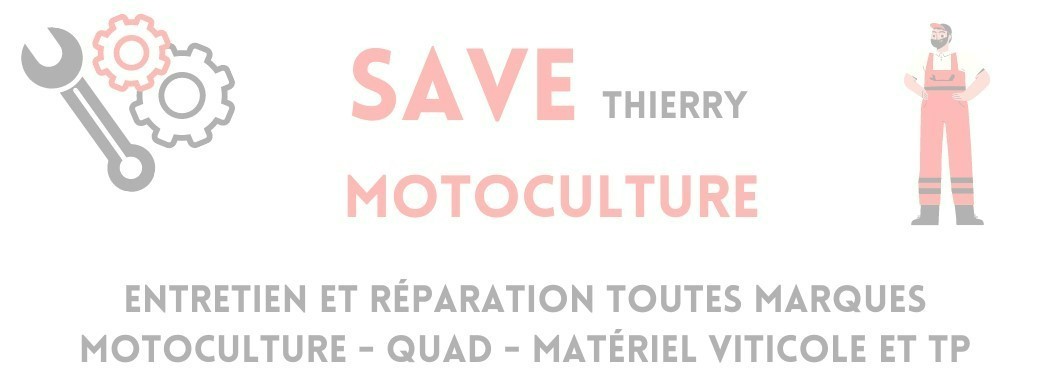 SAVE THIERRY
MOTOCULTURE
ENTRETIEN ET RÉPARATION TOUTES MARQUES
MOTOCULTURE - QUAD - MATÉRIEL VITICOLE ET TP